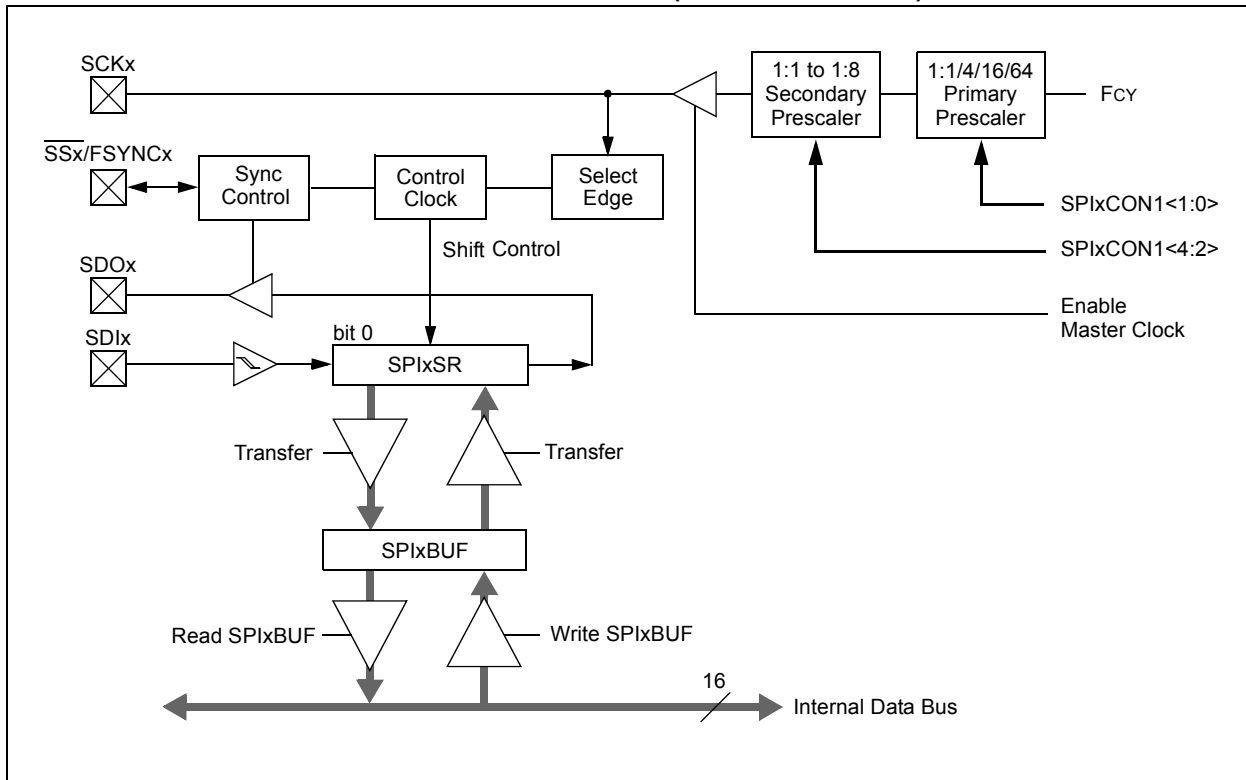 SCKx
SSx/FSYNCx
SDOx
SDIx
Sync
Control
Control
Clock
Select
Edge
1:1 to 1:8
Secondary
Prescaler
1:1/4/16/64
Primary
Prescaler
FCY
SPIxCON1<1:0>
SPIxCON1<4:2>
Enable
Master Clock
Shift Control
bit 0
SPIxSR
Transfer
Transfer
SPIxBUF
Read SPIxBUF
Write SPIxBUF
16
Internal Data Bus